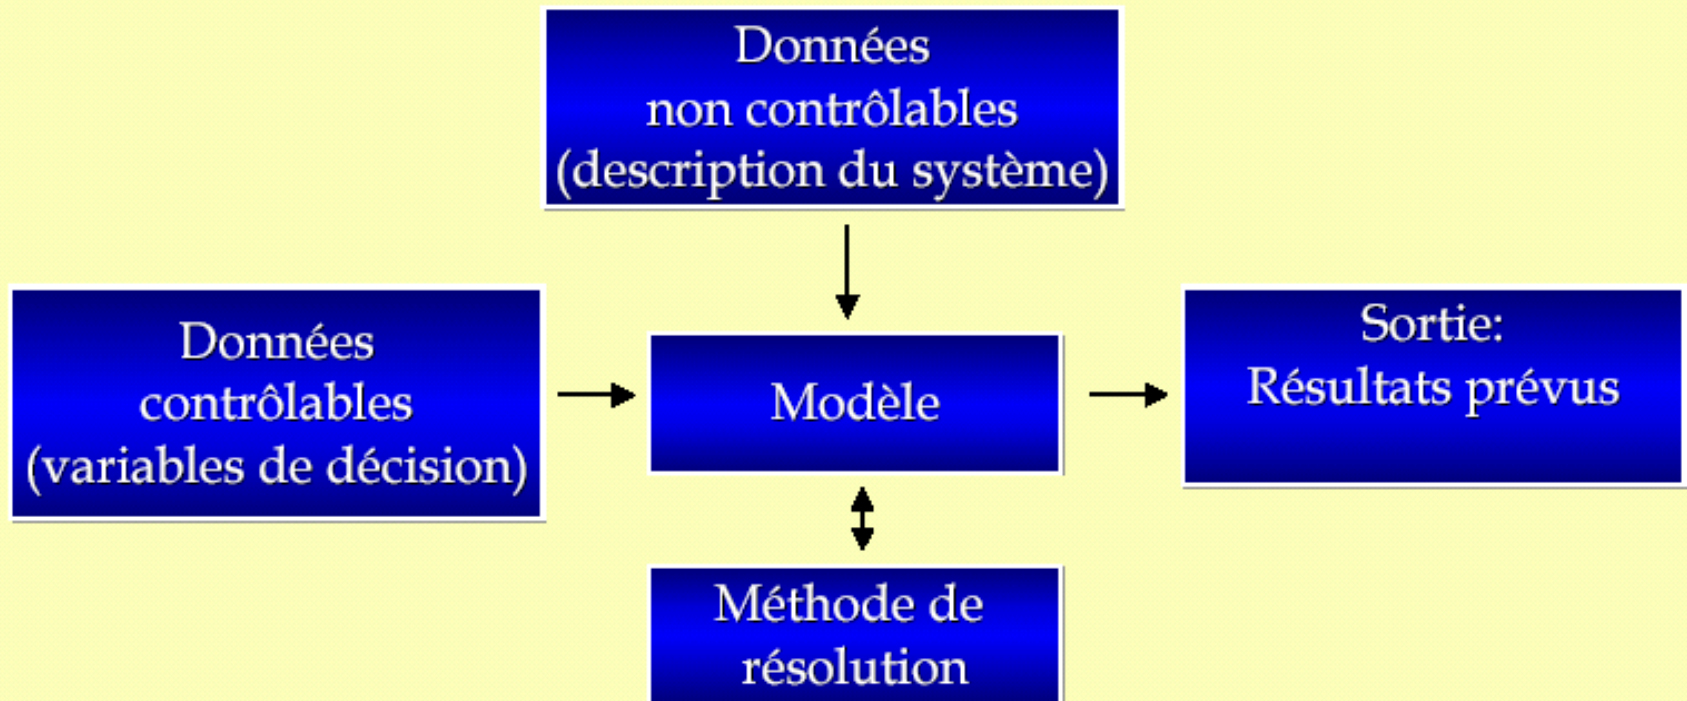 Données
non contrôlables
(description du système)
Données
contrôlables
(variables de décision)
Modèle
Sortie:
Résultats prévus
Méthode de
résolution